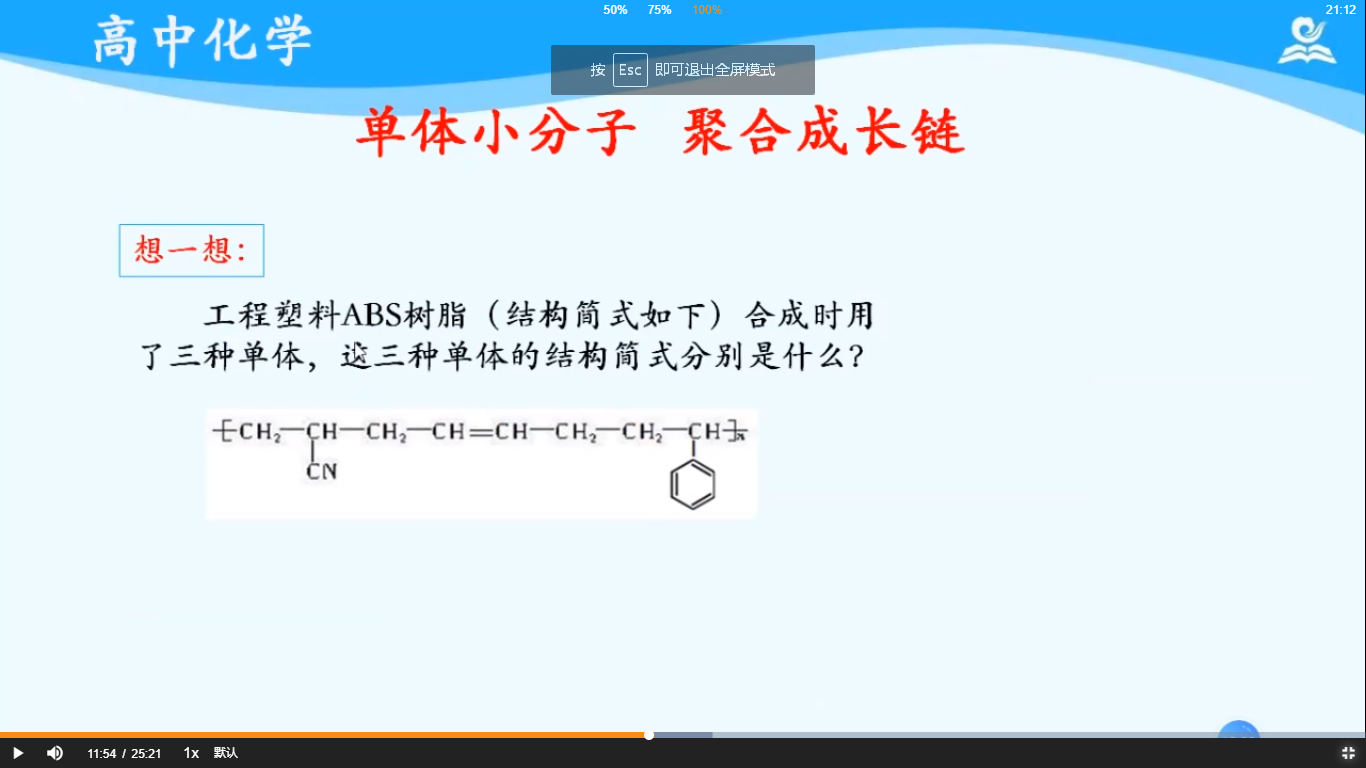 50% 75% 100%
21:12
高中化学
按 Esc 即可退出全屏模式
单体小分子 聚合成长链
想一想：
工程塑料ABS树脂（结构简式如下）合成时用
了三种单体，这三种单体的结构简式分别是什么？
-[CH₂—CH—CH₂—CH=CH—CH₂—CH₂—CH]-ₙ
CN
11:54 / 25:21 1x 默认